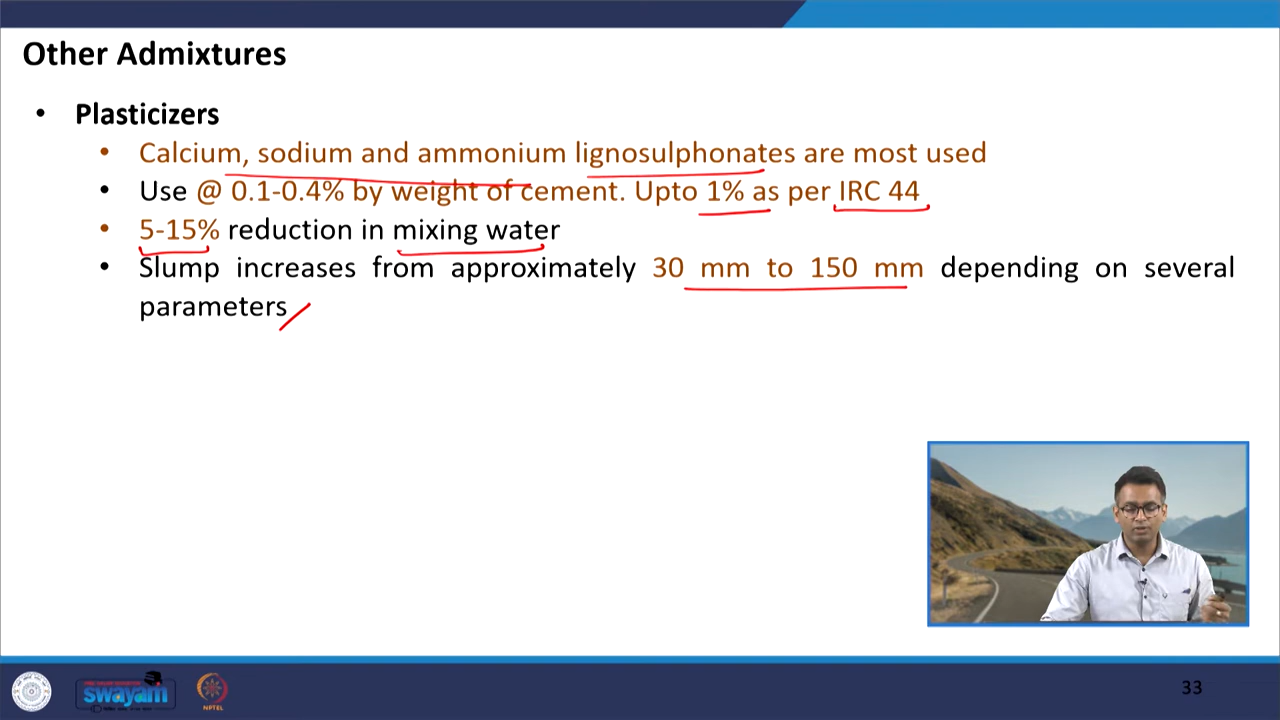 Other Admixtures
• Plasticizers
• Calcium, sodium and ammonium lignosulphonates are most used
• Use @ 0.1-0.4% by weight of cement. Upto 1% as per IRC 44
• 5-15% reduction in mixing water
• Slump increases from approximately 30 mm to 150 mm depending on several
parameters
swayam
NPTEL
33